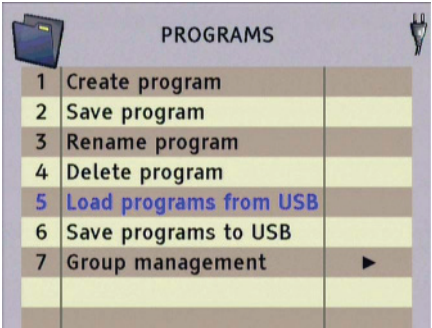 PROGRAMS
1 Create program
2 Save program
3 Rename program
4 Delete program
5 Load programs from USB
6 Save programs to USB
7 Group management ►